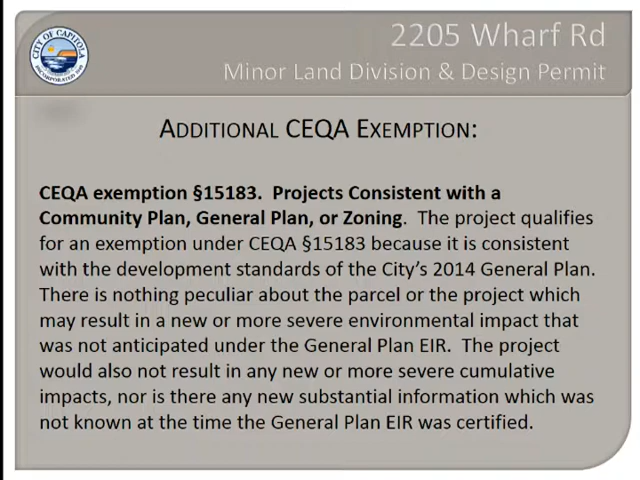 2205 Wharf Rd
CITY OF CAPITOLA
Minor Land Division & Design Permit
INCORPORATED 1949
ADDITIONAL CEQA EXEMPTION:
CEQA exemption §15183. Projects Consistent with a
Community Plan, General Plan, or Zoning. The project qualifies
for an exemption under CEQA §15183 because it is consistent
with the development standards of the City's 2014 General Plan.
There is nothing peculiar about the parcel or the project which
may result in a new or more severe environmental impact that
was not anticipated under the General Plan EIR. The project
would also not result in any new or more severe cumulative
impacts, nor is there any new substantial information which was
not known at the time the General Plan EIR was certified.